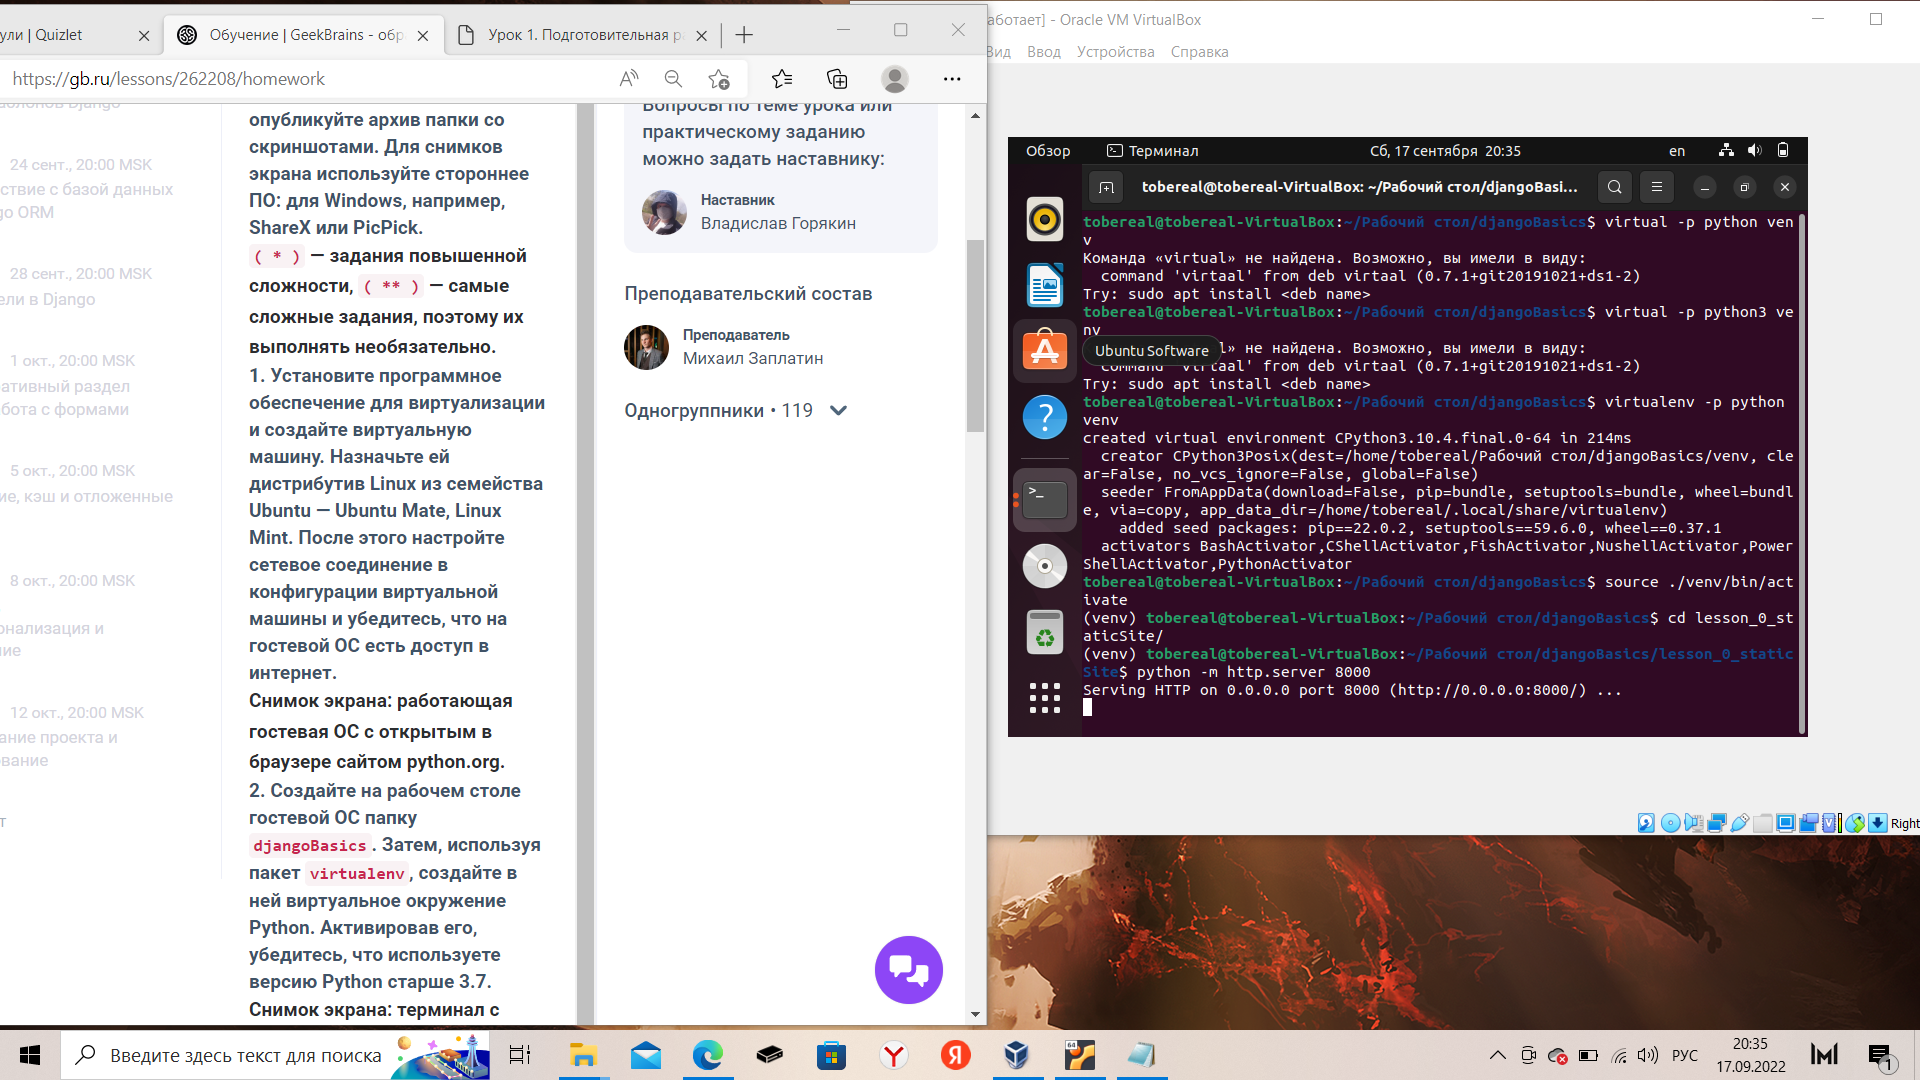 ули | Quizlet
Обучение | GeekBrains - обр
Урок 1. Подготовительная р
https://gb.ru/lessons/262208/homework
24 сент., 20:00 MSK
ствие с базой данных
go ORM
28 сент., 20:00 MSK
ели в Django
1 окт., 20:00 MSK
ративный раздел
бота с формами
5 окт., 20:00 MSK
ие, кэш и отложенные
8 окт., 20:00 MSK
онализация и
ние
12 окт., 20:00 MSK
ание проекта и
ование
т
опубликуйте архив папки со
скриншотами. Для снимков
экрана используйте стороннее
ПО: для Windows, например,
ShareX или PicPick.
( * ) — задания повышенной
сложности, ( ** ) — самые
сложные задания, поэтому их
выполнять необязательно.
1. Установите программное
обеспечение для виртуализации
и создайте виртуальную
машину. Назначьте ей
дистрибутив Linux из семейства
Ubuntu — Ubuntu Mate, Linux
Mint. После этого настройте
сетевое соединение в
конфигурации виртуальной
машины и убедитесь, что на
гостевой ОС есть доступ в
интернет.
Снимок экрана: работающая
гостевая ОС с открытым в
браузере сайтом python.org.
2. Создайте на рабочем столе
гостевой ОС папку
djangoBasics. Затем, используя
пакет virtualenv, создайте в
ней виртуальное окружение
Python. Активировав его,
убедитесь, что используете
версию Python старше 3.7.
Снимок экрана: терминал с
Вопросы по теме урока или
практическому заданию
можно задать наставнику:
Наставник
Владислав Горякин
Преподавательский состав
Преподаватель
Михаил Заплатин
Одногруппники • 119
аботает] - Oracle VM VirtualBox
Вид Ввод Устройства Справка
Обзор Терминал Сб, 17 сентября 20:35 en
tobereal@tobereal-VirtualBox: ~/Рабочий стол/djangoBasi...
tobereal@tobereal-VirtualBox:~/Рабочий стол/djangoBasics$ virtual -p python ven
v
Команда «virtual» не найдена. Возможно, вы имели в виду:
command 'virtaal' from deb virtaal (0.7.1+git20191021+ds1-2)
Try: sudo apt install <deb name>
tobereal@tobereal-VirtualBox:~/Рабочий стол/djangoBasics$ virtual -p python3 ve
nv
l» не найдена. Возможно, вы имели в виду:
Ubuntu Software
command 'virtaal' from deb virtaal (0.7.1+git20191021+ds1-2)
Try: sudo apt install <deb name>
tobereal@tobereal-VirtualBox:~/Рабочий стол/djangoBasics$ virtualenv -p python
venv
created virtual environment CPython3.10.4.final.0-64 in 214ms
creator CPython3Posix(dest=/home/tobereal/Рабочий стол/djangoBasics/venv, cle
ar=False, no_vcs_ignore=False, global=False)
seeder FromAppData(download=False, pip=bundle, setuptools=bundle, wheel=bundl
e, via=copy, app_data_dir=/home/tobereal/.local/share/virtualenv)
added seed packages: pip==22.0.2, setuptools==59.6.0, wheel==0.37.1
activators BashActivator,CShellActivator,FishActivator,NushellActivator,Power
ShellActivator,PythonActivator
tobereal@tobereal-VirtualBox:~/Рабочий стол/djangoBasics$ source ./venv/bin/act
ivate
(venv) tobereal@tobereal-VirtualBox:~/Рабочий стол/djangoBasics$ cd lesson_0_st
aticSite/
(venv) tobereal@tobereal-VirtualBox:~/Рабочий стол/djangoBasics/lesson_0_static
Site$ python -m http.server 8000
Serving HTTP on 0.0.0.0 port 8000 (http://0.0.0.0:8000/) ...
Right
Введите здесь текст для поиска
64
РУС
20:35
17.09.2022
1